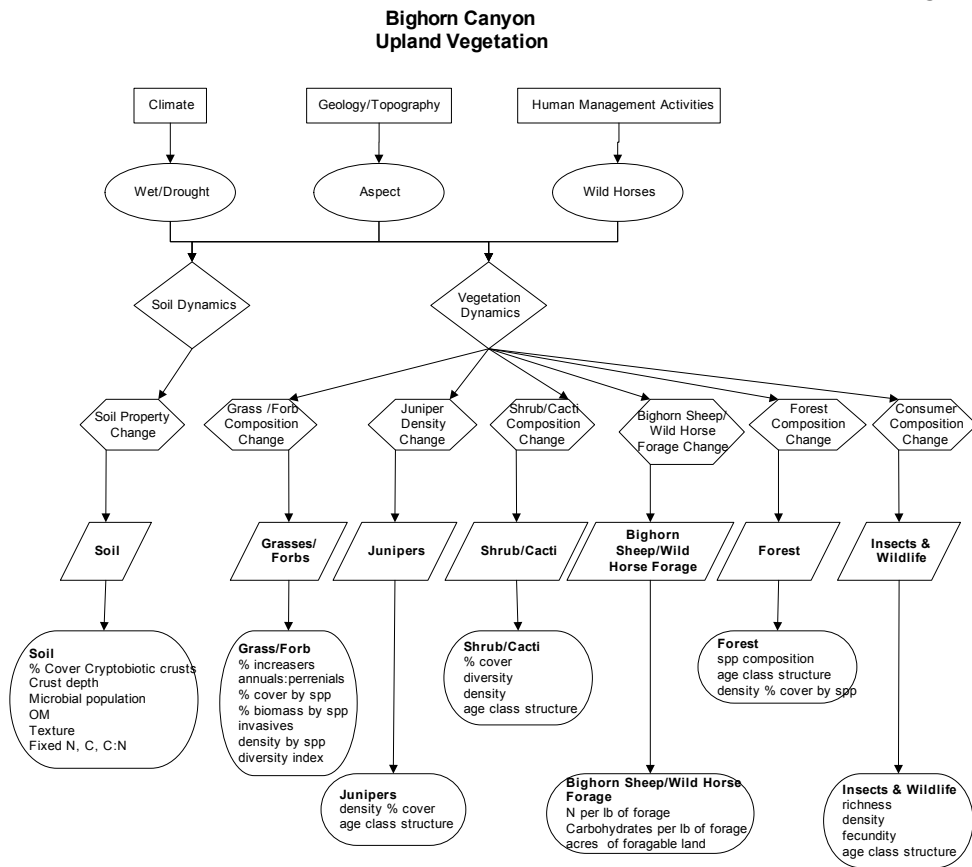 Bighorn Canyon
Upland Vegetation
Climate
Geology/Topography
Human Management Activities
Wet/Drought
Aspect
Wild Horses
Soil Dynamics
Vegetation
Dynamics
Soil Property
Change
Grass /Forb
Composition
Change
Juniper
Density
Change
Shrub/Cacti
Composition
Change
Bighorn Sheep/
Wild Horse
Forage Change
Forest
Composition
Change
Consumer
Composition
Change
Soil
Grasses/
Forbs
Junipers
Shrub/Cacti
Bighorn
Sheep/Wild
Horse Forage
Forest
Insects &
Wildlife
Soil
% Cover Cryptobiotic crusts
Crust depth
Microbial population
OM
Texture
Fixed N, C, C:N
Grass/Forb
% increasers
annuals:perrenials
% cover by spp
% biomass by spp
invasives
density by spp
diversity index
Shrub/Cacti
% cover
diversity
density
age class structure
Forest
spp composition
age class structure
density % cover by spp
Junipers
density % cover
age class structure
Bighorn Sheep/Wild Horse
Forage
N per lb of forage
Carbohydrates per lb of forage
acres of foragable land
Insects & Wildlife
richness
density
fecundity
age class structure